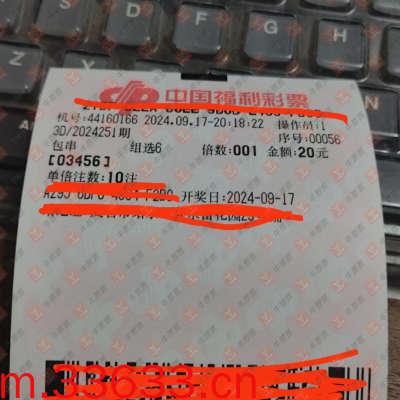 中国福利彩票
机号:44160166 2024.09.17-20:18:22 操作员:1
3D/2024251期 序号:00056
包串 组选6 倍数:001 金额:20元
[03456]
单倍注数:10注
开奖日:2024-09-17
m.33633.cn